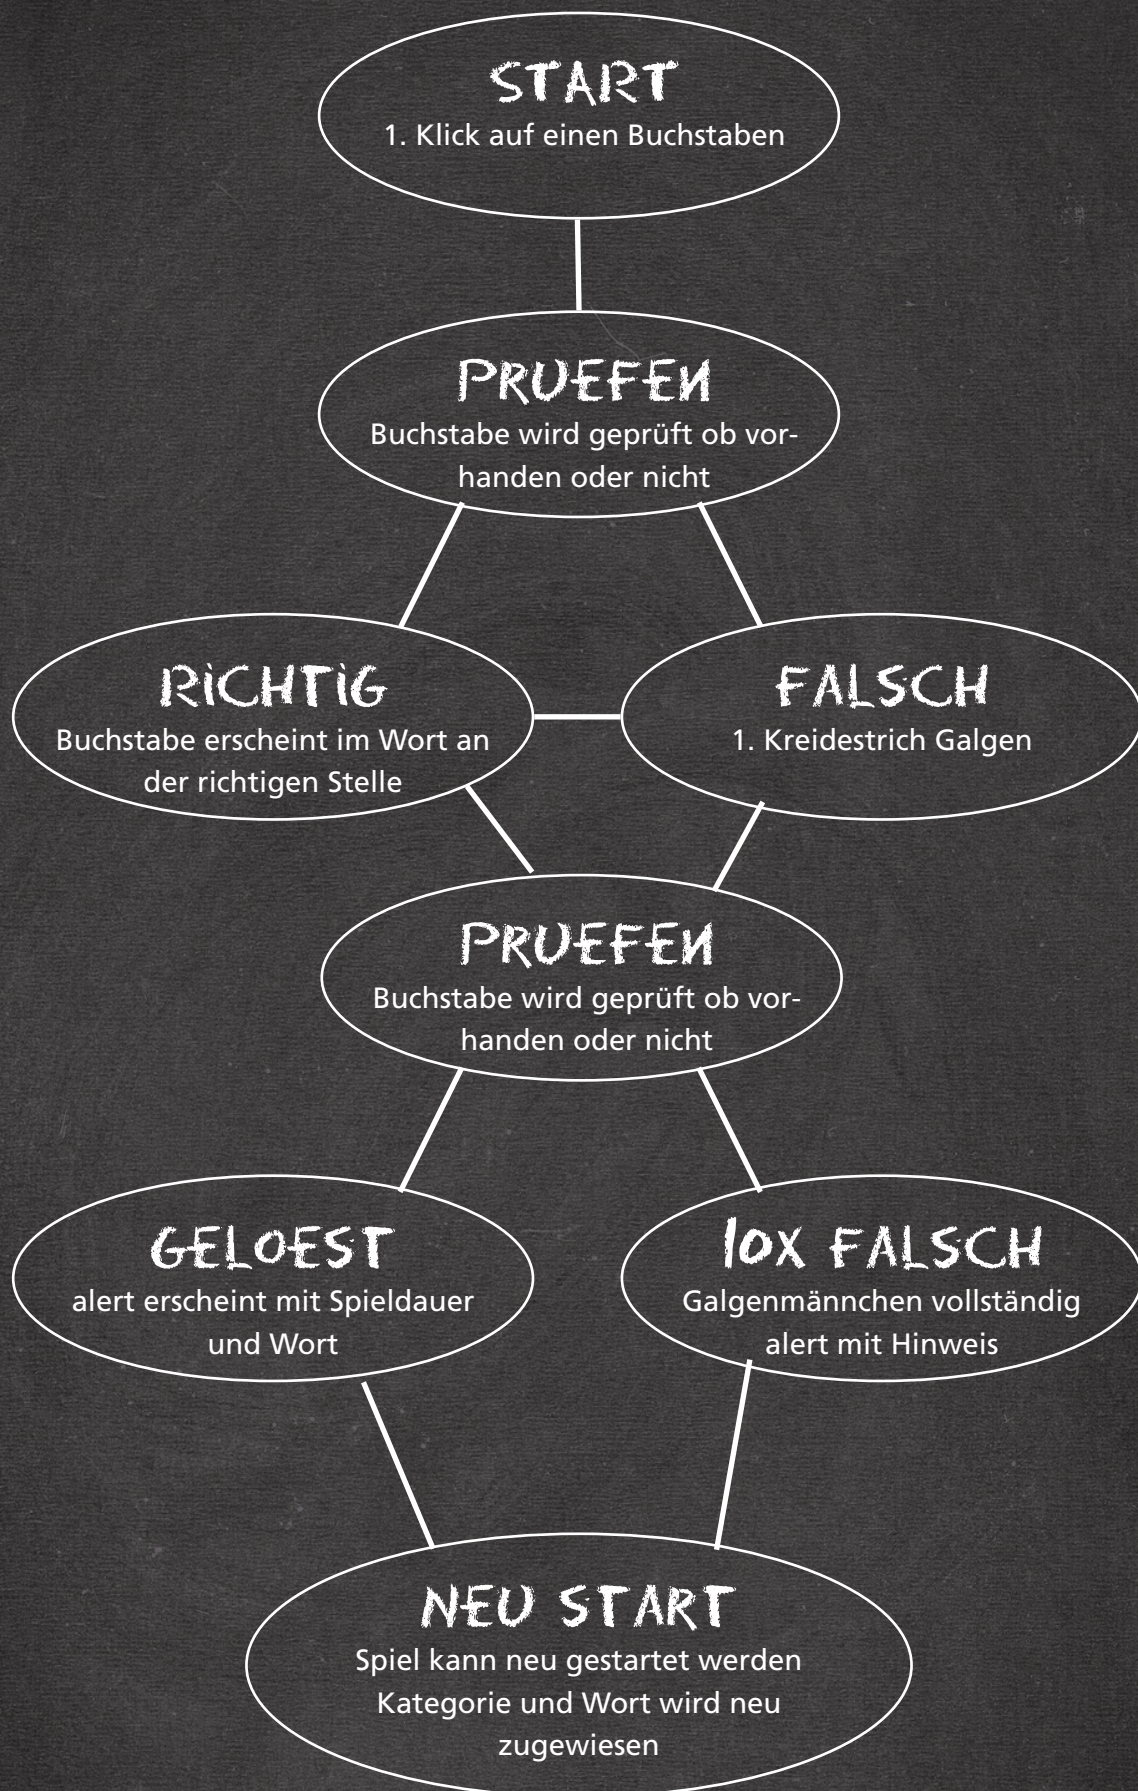 START
1. Klick auf einen Buchstaben
PRUEFEN
Buchstabe wird geprüft ob vor-
handen oder nicht
RiCHTiG
Buchstabe erscheint im Wort an
der richtigen Stelle
FALSCH
1. Kreidestrich Galgen
PRUEFEN
Buchstabe wird geprüft ob vor-
handen oder nicht
GELOEST
alert erscheint mit Spieldauer
und Wort
10X FALSCH
Galgenmännchen vollständig
alert mit Hinweis
NEU START
Spiel kann neu gestartet werden
Kategorie und Wort wird neu
zugewiesen